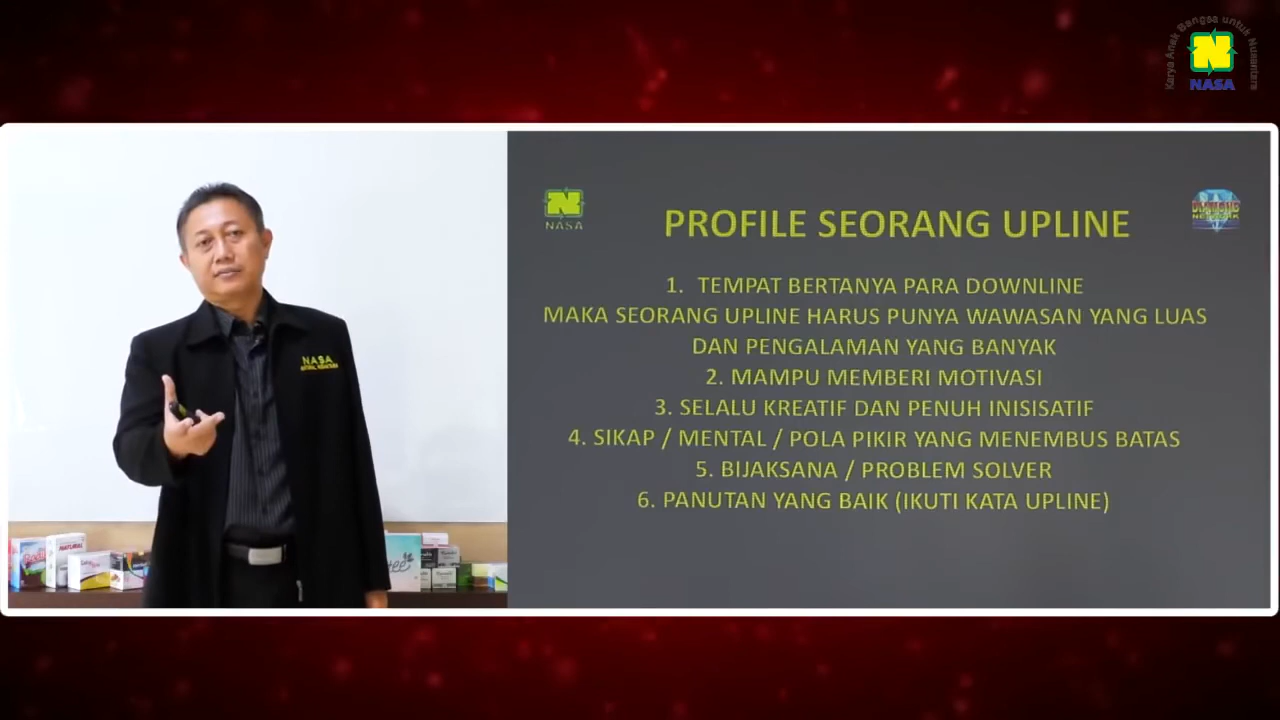 Karya Anak Bangsa untuk Nusantara
NASA
NASA
PROFILE SEORANG UPLINE
1. TEMPAT BERTANYA PARA DOWNLINE
MAKA SEORANG UPLINE HARUS PUNYA WAWASAN YANG LUAS
DAN PENGALAMAN YANG BANYAK
2. MAMPU MEMBERI MOTIVASI
3. SELALU KREATIF DAN PENUH INISISATIF
4. SIKAP / MENTAL / POLA PIKIR YANG MENEMBUS BATAS
5. BIJAKSANA / PROBLEM SOLVER
6. PANUTAN YANG BAIK (IKUTI KATA UPLINE)
NASA
NATURAL